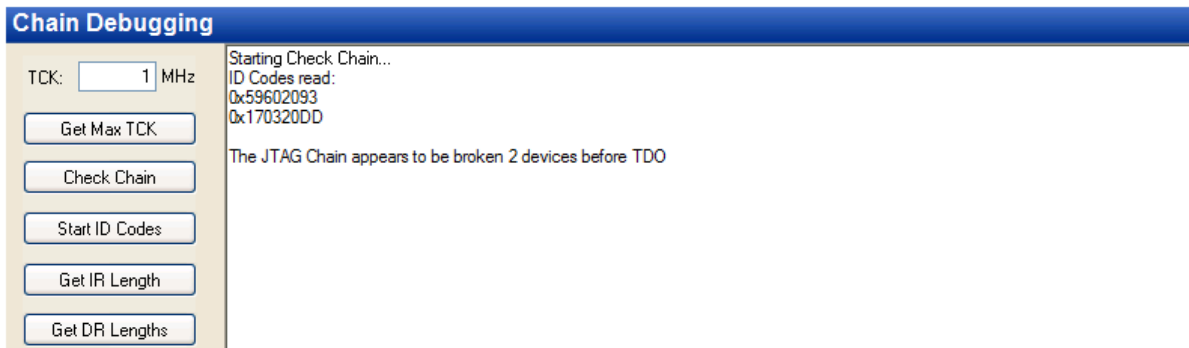 Chain Debugging
TCK: 1 MHz
Get Max TCK
Check Chain
Start ID Codes
Get IR Length
Get DR Lengths
Starting Check Chain...
ID Codes read:
0x59602093
0x170320DD
The JTAG Chain appears to be broken 2 devices before TDO